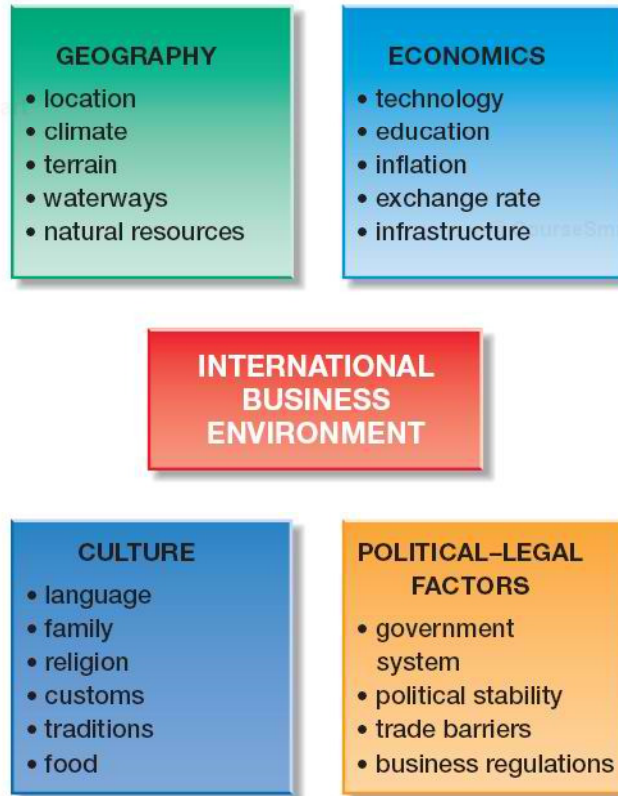 GEOGRAPHY
• location
• climate
• terrain
• waterways
• natural resources
ECONOMICS
• technology
• education
• inflation
• exchange rate
• infrastructure
INTERNATIONAL
BUSINESS
ENVIRONMENT
CULTURE
• language
• family
• religion
• customs
• traditions
• food
POLITICAL–LEGAL
FACTORS
• government
system
• political stability
• trade barriers
• business regulations